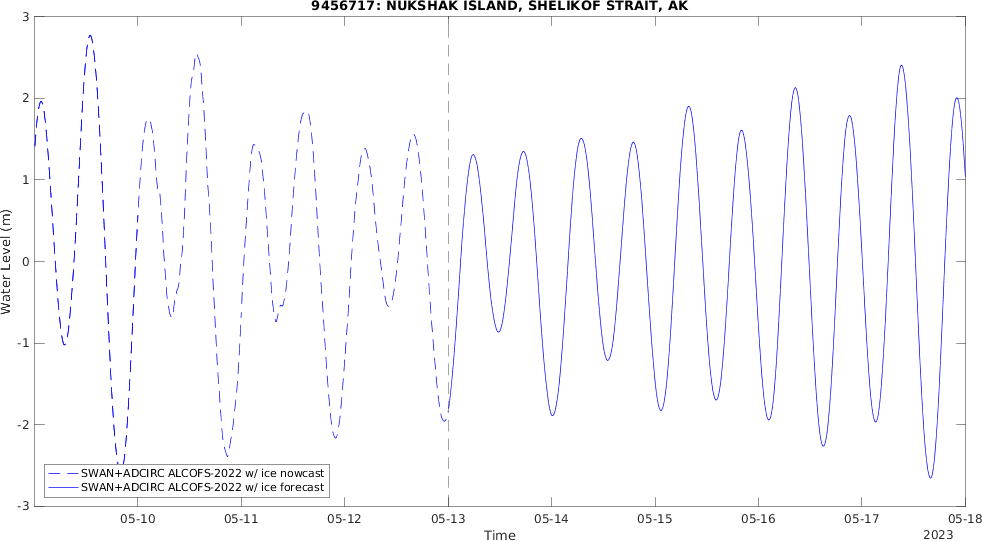 9456717: NUKSHAK ISLAND, SHELIKOF STRAIT, AK
3
2
1
0
-1
-2
-3
Water Level (m)
SWAN+ADCIRC ALCOFS-2022 w/ ice nowcast
SWAN+ADCIRC ALCOFS-2022 w/ ice forecast
05-10 05-11 05-12 05-13 05-14 05-15 05-16 05-17 05-18
Time
2023